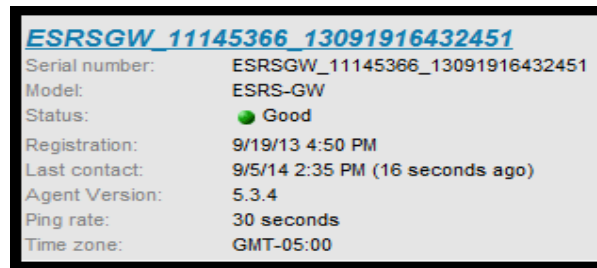 ESRSGW_11145366_13091916432451
Serial number: ESRSGW_11145366_13091916432451
Model: ESRS-GW
Status: Good
Registration: 9/19/13 4:50 PM
Last contact: 9/5/14 2:35 PM (16 seconds ago)
Agent Version: 5.3.4
Ping rate: 30 seconds
Time zone: GMT-05:00